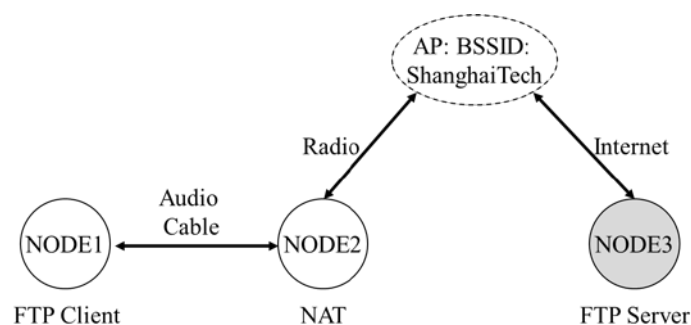 AP: BSSID:
ShanghaiTech
Radio
Internet
Audio
Cable
NODE1
NODE2
NODE3
FTP Client
NAT
FTP Server